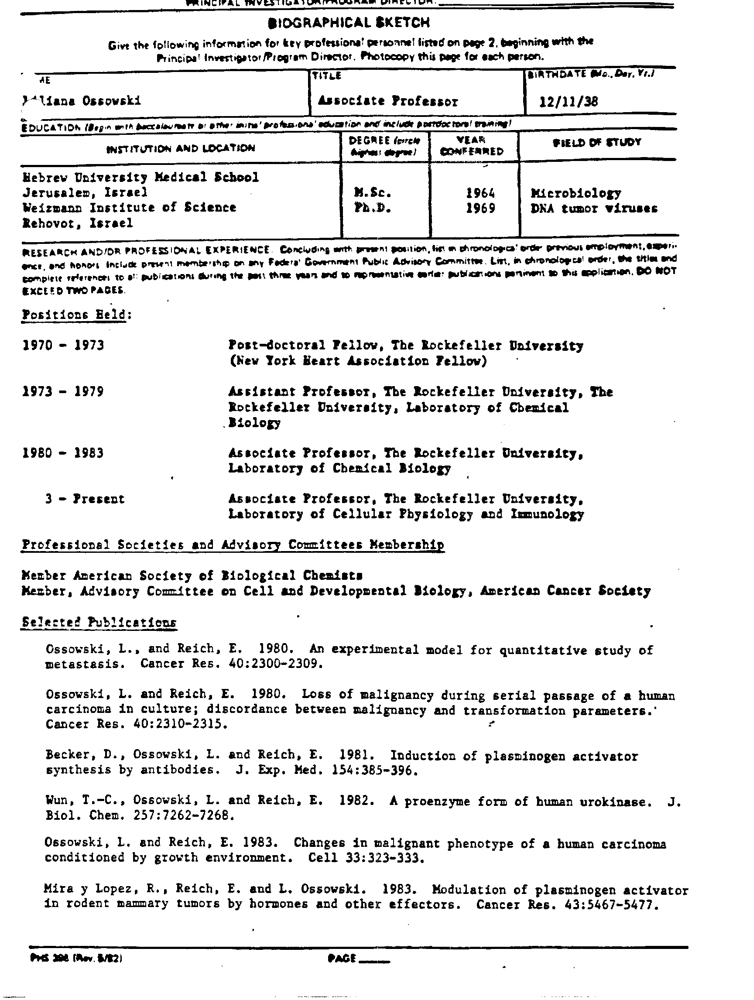 PRINCIPAL INVESTIGATOR/PROGRAM DIRECTOR:
BIOGRAPHICAL SKETCH
Give the following information for key professional personnel listed on page 2, beginning with the
Principal Investigator/Program Director. Photocopy this page for each person.
ME TITLE BIRTHDATE (Mo., Day, Yr.)
liana Ossowski Associate Professor 12/11/38
EDUCATION (Begin with baccalaureate or other initial professional education and include postdoctoral training)
INSTITUTION AND LOCATION DEGREE (circle highest degree) YEAR CONFERRED FIELD OF STUDY
Hebrew University Medical School
Jerusalem, Israel M.Sc. 1964 Microbiology
Weizmann Institute of Science Ph.D. 1969 DNA tumor viruses
Rehovot, Israel
RESEARCH AND/OR PROFESSIONAL EXPERIENCE. Concluding with present position, list in chronological order previous employment, experi-
ence, and honors. Include present membership on any Federal Government Public Advisory Committee. List, in chronological order, the titles and
complete references to all publications during the past three years and to representative earlier publications pertinent to this application. DO NOT
EXCEED TWO PAGES.
Positions Held:
1970 - 1973 Post-doctoral Fellow, The Rockefeller University
(New York Heart Association Fellow)
1973 - 1979 Assistant Professor, The Rockefeller University, The
Rockefeller University, Laboratory of Chemical
Biology
1980 - 1983 Associate Professor, The Rockefeller University,
Laboratory of Chemical Biology
3 - Present Associate Professor, The Rockefeller University,
Laboratory of Cellular Physiology and Immunology
Professional Societies and Advisory Committees Membership
Member American Society of Biological Chemists
Member, Advisory Committee on Cell and Developmental Biology, American Cancer Society
Selected Publications
Ossowski, L., and Reich, E. 1980. An experimental model for quantitative study of
metastasis. Cancer Res. 40:2300-2309.
Ossowski, L. and Reich, E. 1980. Loss of malignancy during serial passage of a human
carcinoma in culture; discordance between malignancy and transformation parameters.
Cancer Res. 40:2310-2315.
Becker, D., Ossowski, L. and Reich, E. 1981. Induction of plasminogen activator
synthesis by antibodies. J. Exp. Med. 154:385-396.
Wun, T.-C., Ossowski, L. and Reich, E. 1982. A proenzyme form of human urokinase. J.
Biol. Chem. 257:7262-7268.
Ossowski, L. and Reich, E. 1983. Changes in malignant phenotype of a human carcinoma
conditioned by growth environment. Cell 33:323-333.
Mira y Lopez, R., Reich, E. and L. Ossowski. 1983. Modulation of plasminogen activator
in rodent mammary tumors by hormones and other effectors. Cancer Res. 43:5467-5477.
PHS 398 (Rev. 5/82) PAGE